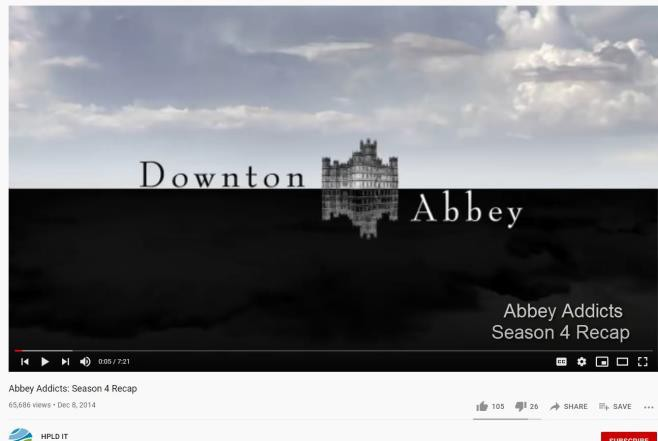 Downton
Abbey
Abbey Addicts
Season 4 Recap
0:05 / 7:21
CC
Abbey Addicts: Season 4 Recap
65,686 views • Dec 8, 2014
105 26 SHARE SAVE
HPLD IT
SUBSCRIBE